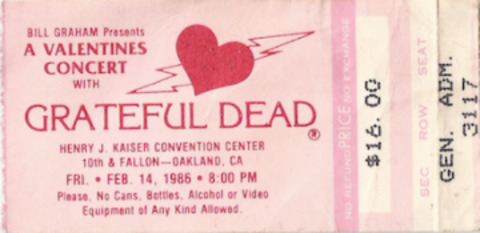 BILL GRAHAM Presents
A VALENTINES
CONCERT
WITH
GRATEFUL DEAD®
HENRY J. KAISER CONVENTION CENTER
10th & FALLON—OAKLAND, CA
FRI. • FEB. 14, 1986 • 8:00 PM
Please, No Cans, Bottles, Alcohol or Video
Equipment of Any Kind Allowed.
NO REFUND PRICE NO EXCHANGE
$16.00
SEC ROW SEAT
GEN. ADM.
3117